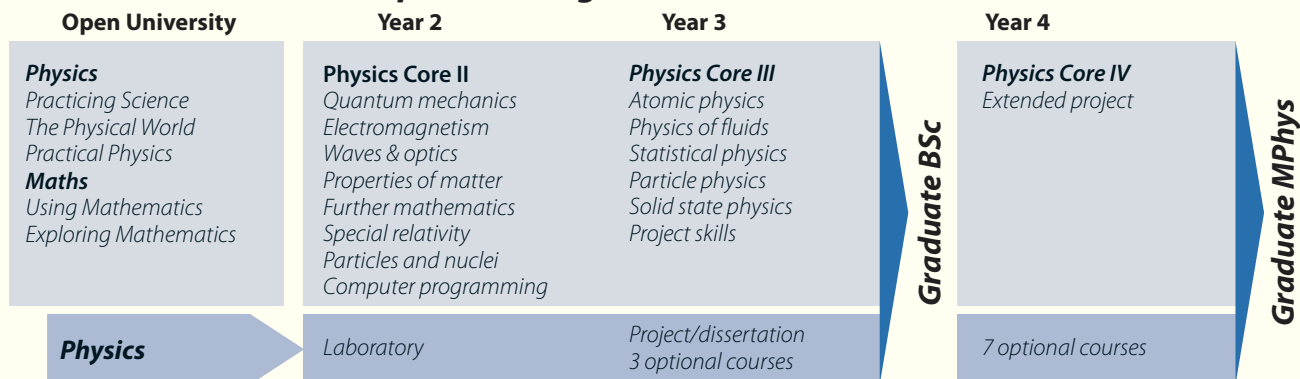 Open University
Year 2
Year 3
Year 4
Physics
Practicing Science
The Physical World
Practical Physics
Maths
Using Mathematics
Exploring Mathematics
Physics Core II
Quantum mechanics
Electromagnetism
Waves & optics
Properties of matter
Further mathematics
Special relativity
Particles and nuclei
Computer programming
Physics Core III
Atomic physics
Physics of fluids
Statistical physics
Particle physics
Solid state physics
Project skills
Graduate BSc
Physics Core IV
Extended project
Graduate MPhys
Physics
Laboratory
Project/dissertation
3 optional courses
7 optional courses